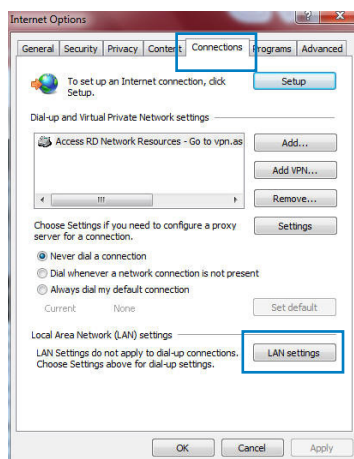 Internet Options
General Security Privacy Content Connections Programs Advanced
To set up an Internet connection, click
Setup.
Setup
Dial-up and Virtual Private Network settings
Access RD Network Resources - Go to vpn.as
Add...
Add VPN...
Remove...
Choose Settings if you need to configure a proxy
server for a connection.
Settings
Never dial a connection
Dial whenever a network connection is not present
Always dial my default connection
Current None
Set default
Local Area Network (LAN) settings
LAN Settings do not apply to dial-up connections.
Choose Settings above for dial-up settings.
LAN settings
OK Cancel Apply